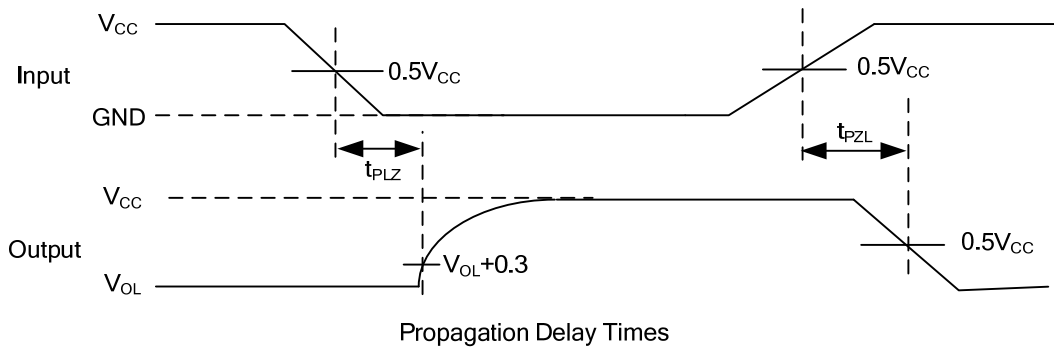 VCC
Input
0.5VCC
0.5VCC
GND
tPLZ
tPZL
VCC
Output
VOL+0.3
0.5VCC
VOL
Propagation Delay Times